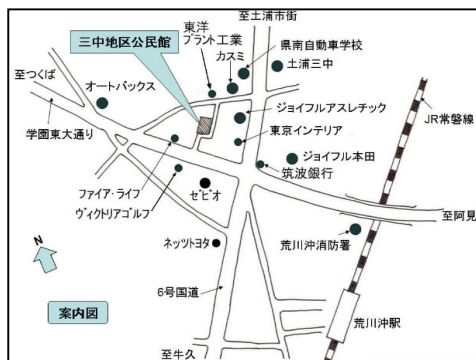 至土浦市街
三中地区公民館
東洋
プラント工業
カスミ
県南自動車学校
土浦三中
至つくば
オートバックス
ジョイフルアスレチック
JR常磐線
学園東大通り
東京インテリア
ジョイフル本田
筑波銀行
ファイア・ライフ
ヴィクトリアゴルフ
ゼビオ
至阿見
N
ネッツトヨタ
荒川沖消防署
6号国道
案内図
荒川沖駅
至牛久